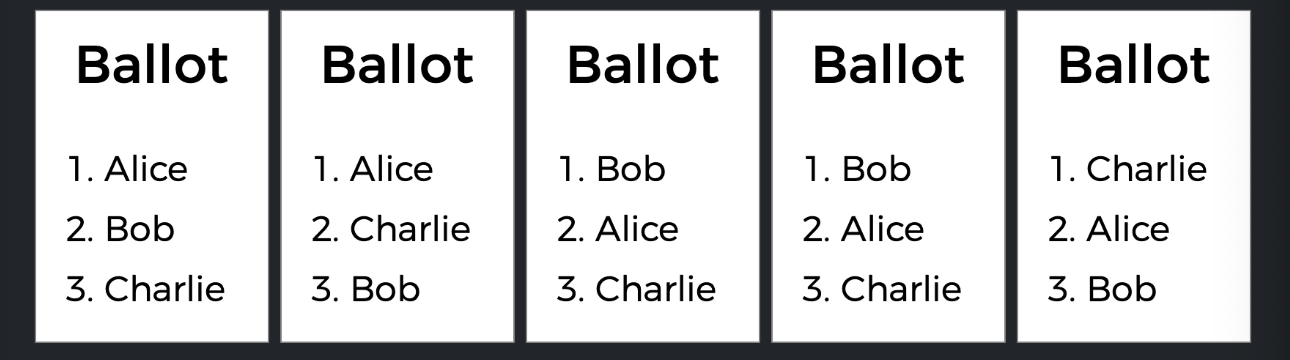 Ballot
1. Alice
2. Bob
3. Charlie
Ballot
1. Alice
2. Charlie
3. Bob
Ballot
1. Bob
2. Alice
3. Charlie
Ballot
1. Bob
2. Alice
3. Charlie
Ballot
1. Charlie
2. Alice
3. Bob